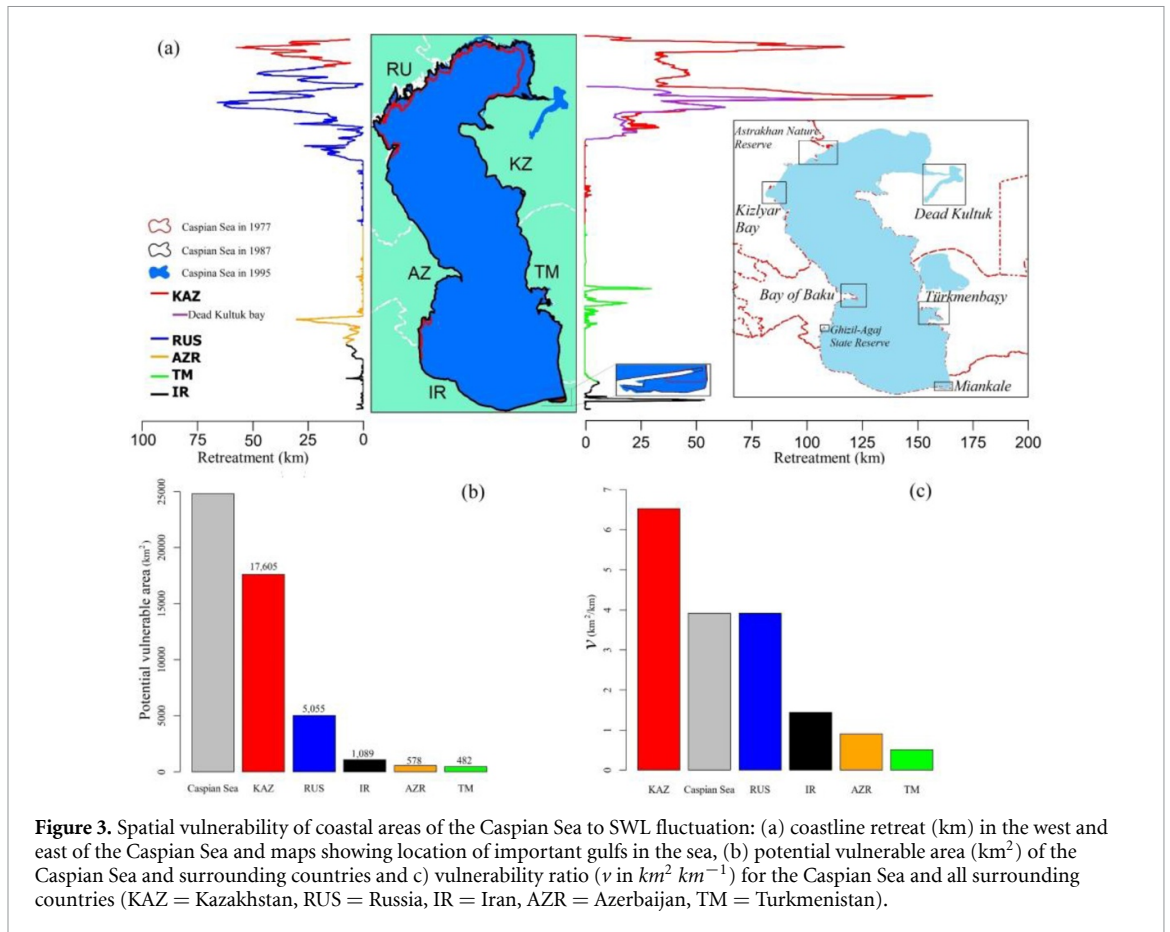 (a)
RU
KZ
AZ
TM
IR
Caspian Sea in 1977
Caspian Sea in 1987
Caspina Sea in 1995
KAZ
Dead Kultuk bay
RUS
AZR
TM
IR
Astrakhan Nature
Reserve
Kizlyar
Bay
Dead Kultuk
Bay of Baku
Türkmenbaşy
Ghizil-Agaj
State Reserve
Miankale
100 75 50 25 0
Retreatment (km)
0 25 50 75 100 125 150 175 200
Retreatment (km)
(b)
Potential vulnerable area (km²)
25000
200000
15000
10000
5000
0
17,605
5,055
1,089
578
482
Caspian Sea KAZ RUS IR AZR TM
(c)
ν (km²/km)
7
6
5
4
3
2
1
0
KAZ Caspian Sea RUS IR AZR TM
Figure 3. Spatial vulnerability of coastal areas of the Caspian Sea to SWL fluctuation: (a) coastline retreat (km) in the west and
east of the Caspian Sea and maps showing location of important gulfs in the sea, (b) potential vulnerable area (km²) of the
Caspian Sea and surrounding countries and c) vulnerability ratio (ν in km² km⁻¹) for the Caspian Sea and all surrounding
countries (KAZ = Kazakhstan, RUS = Russia, IR = Iran, AZR = Azerbaijan, TM = Turkmenistan).